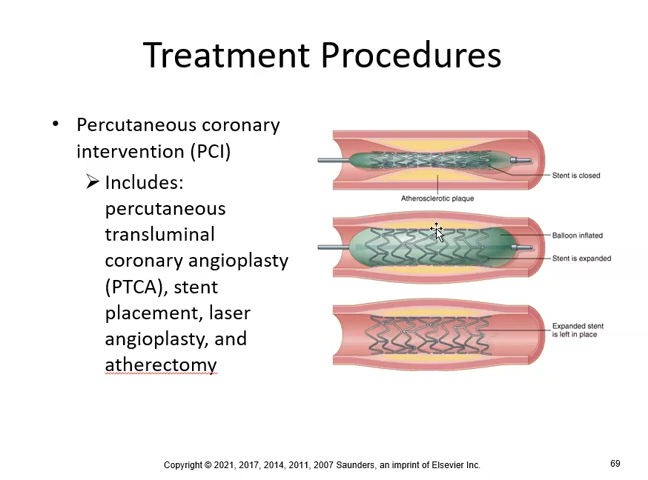 Treatment Procedures
• Percutaneous coronary
intervention (PCI)
➢ Includes:
percutaneous
transluminal
coronary angioplasty
(PTCA), stent
placement, laser
angioplasty, and
atherectomy
Stent is closed
Atherosclerotic plaque
Balloon inflated
Stent is expanded
Expanded stent
is left in place
Copyright © 2021, 2017, 2014, 2011, 2007 Saunders, an imprint of Elsevier Inc.
69